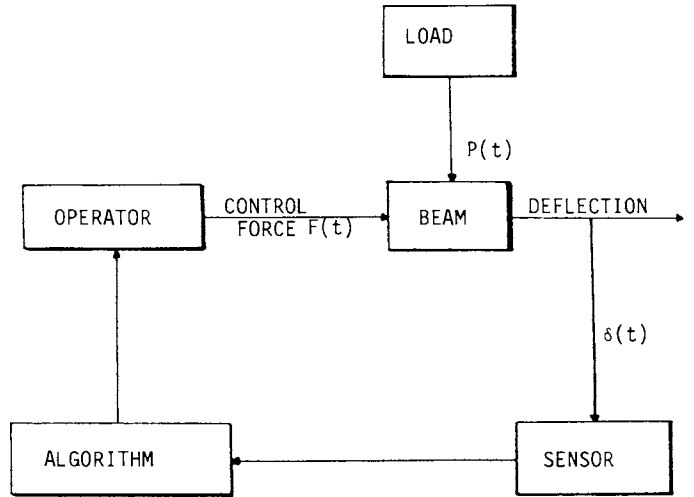 LOAD
P(t)
OPERATOR
CONTROL
FORCE F(t)
BEAM
DEFLECTION
δ(t)
ALGORITHM
SENSOR